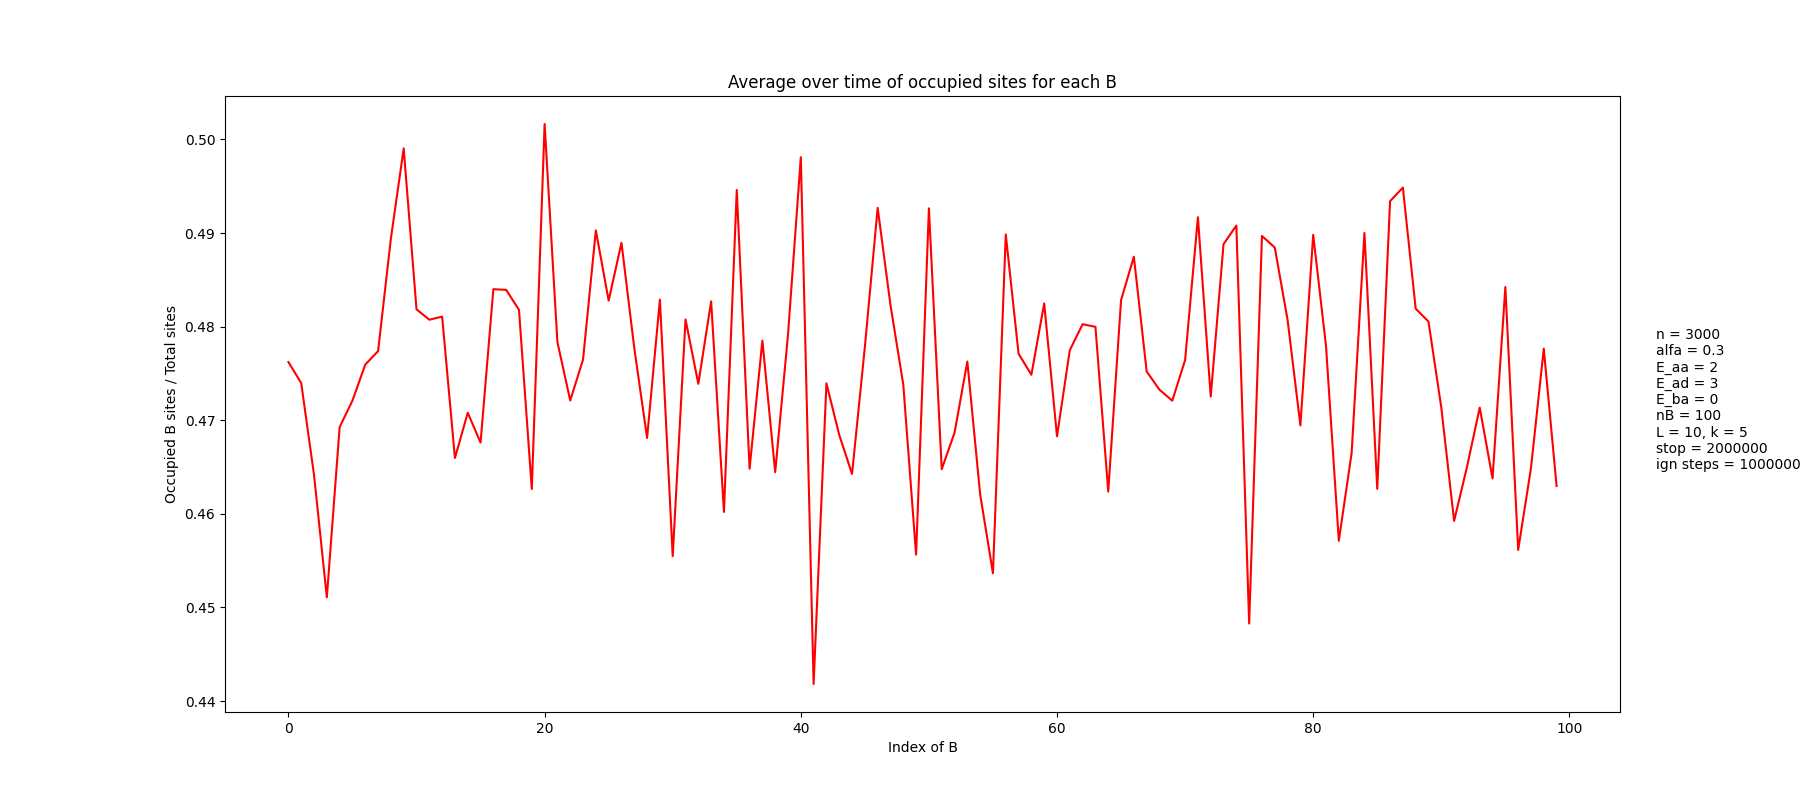 Average over time of occupied sites for each B
Occupied B sites / Total sites
0.50
0.49
0.48
0.47
0.46
0.45
0.44
0 20 40 60 80 100
Index of B
n = 3000
alfa = 0.3
E_aa = 2
E_ad = 3
E_ba = 0
nB = 100
L = 10, k = 5
stop = 2000000
ign steps = 1000000